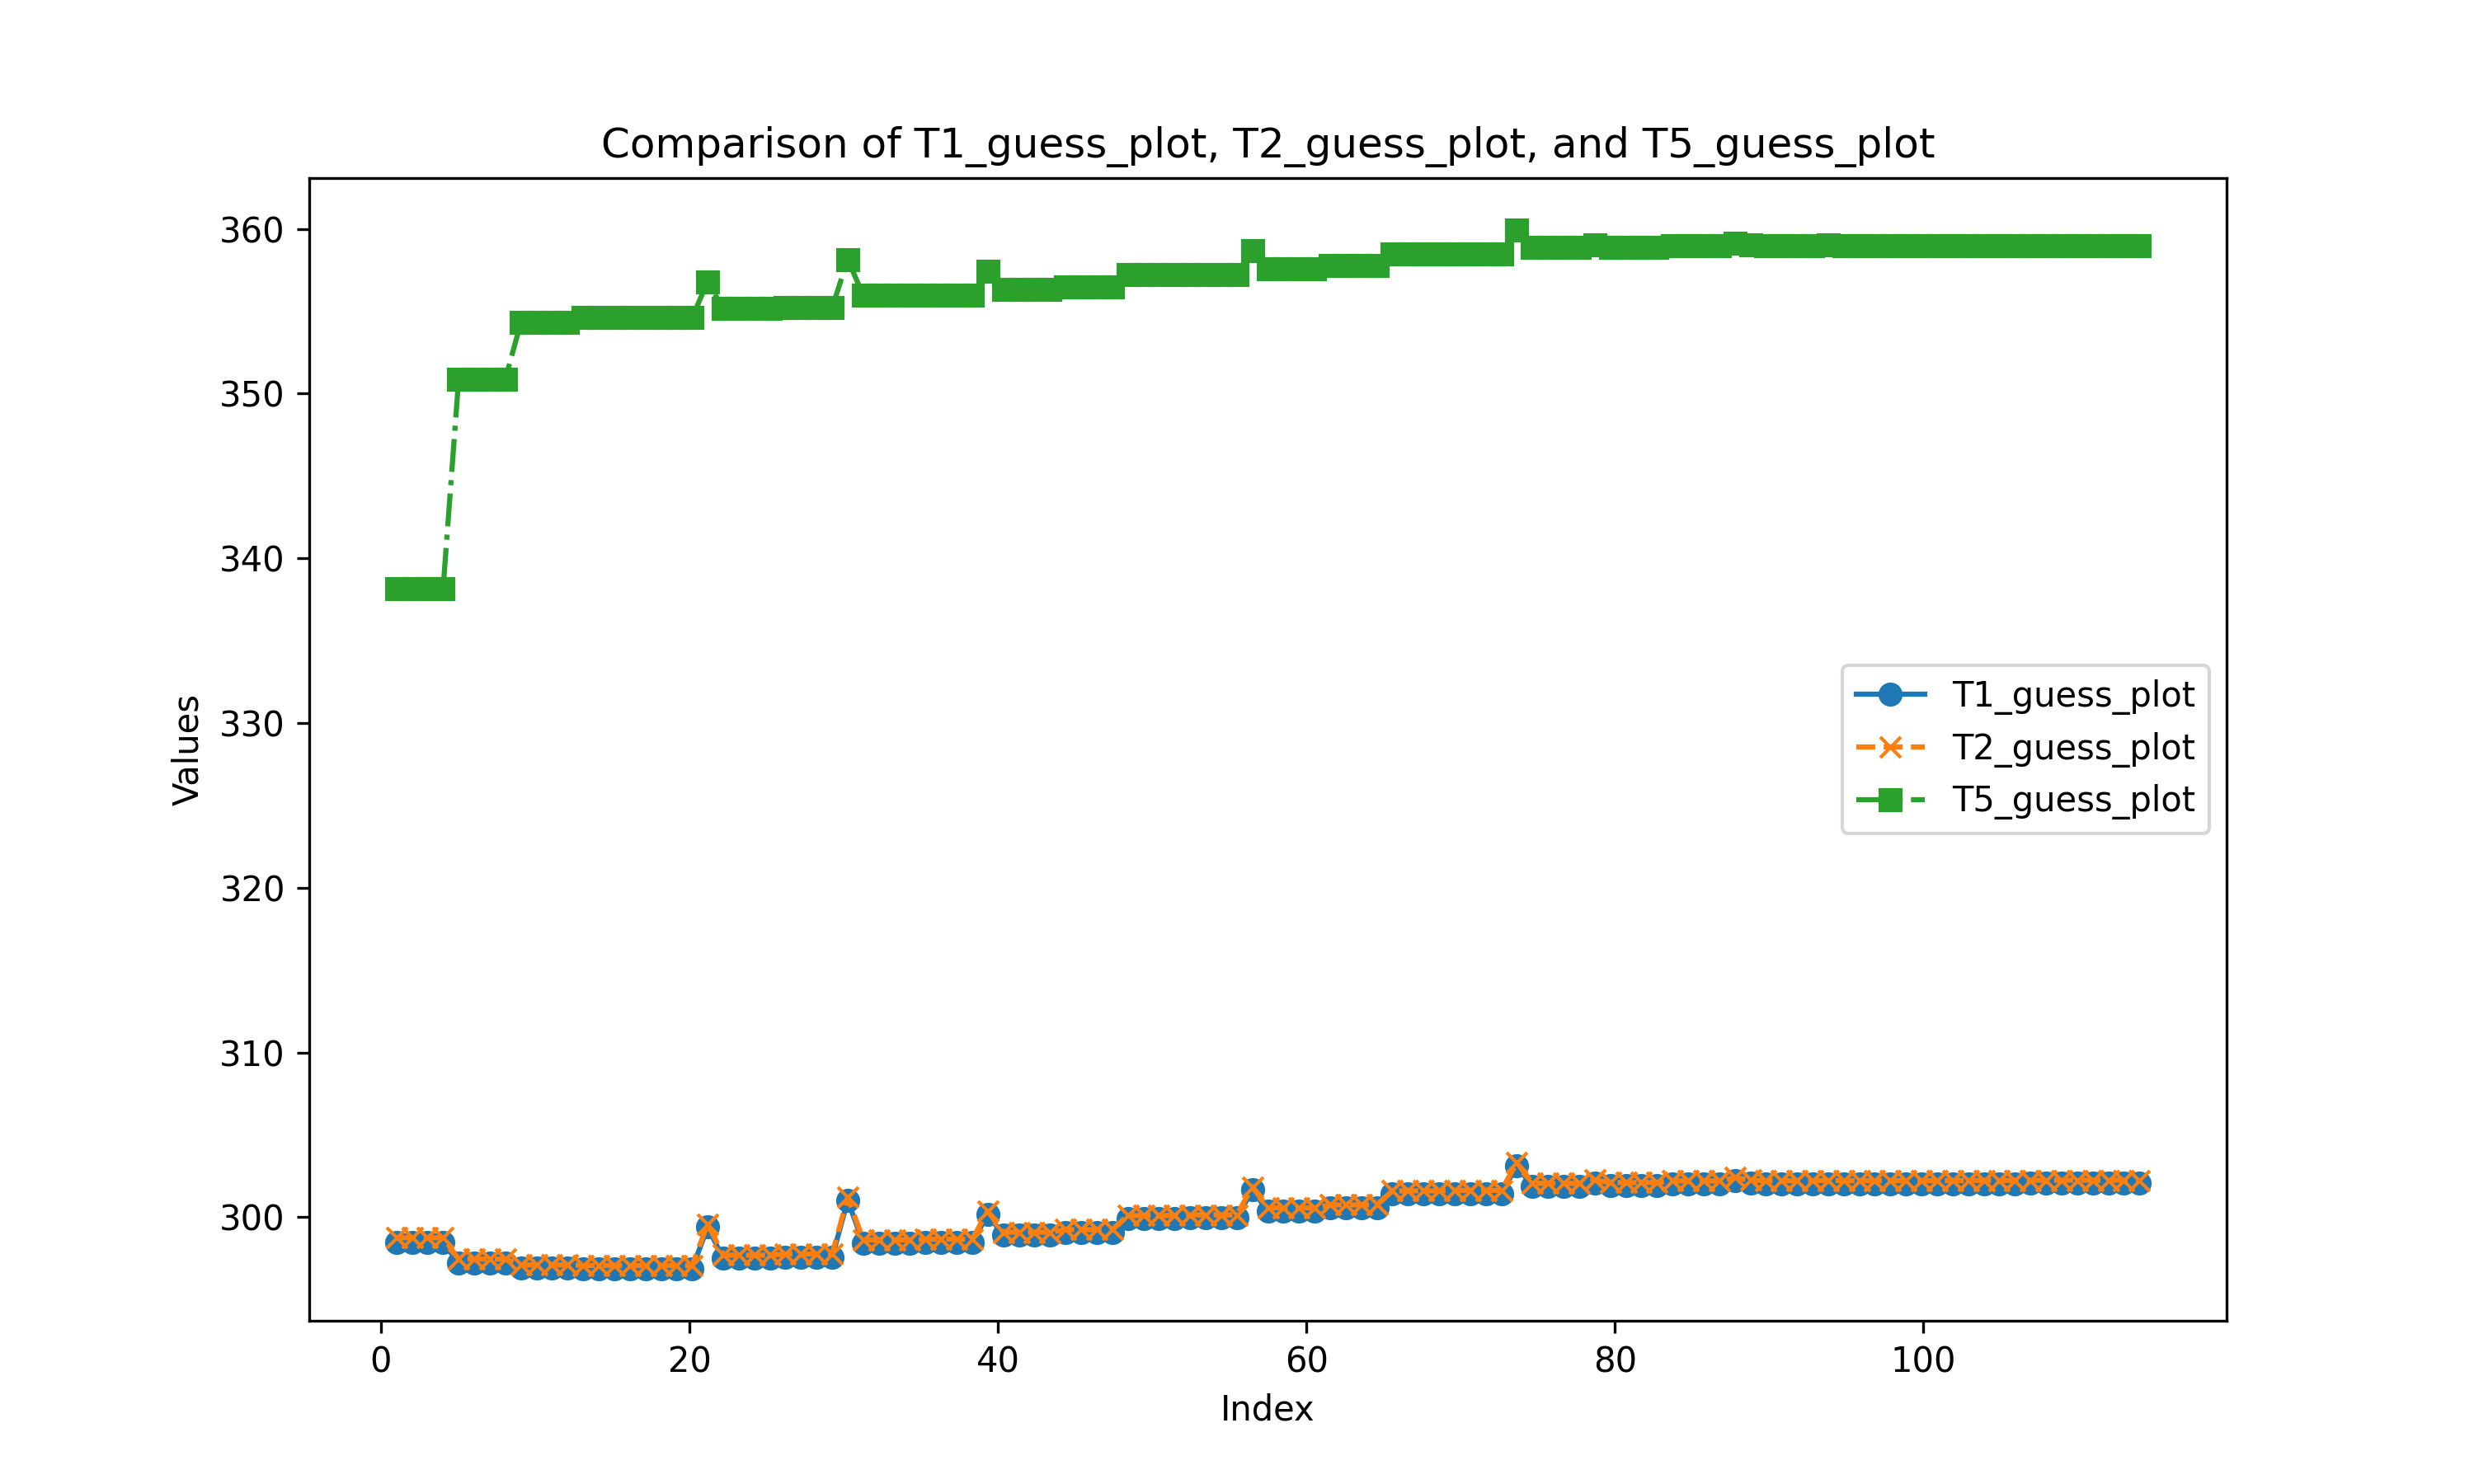 Comparison of T1_guess_plot, T2_guess_plot, and T5_guess_plot
360
350
340
330
320
310
300
Values
T1_guess_plot
T2_guess_plot
T5_guess_plot
0 20 40 60 80 100
Index